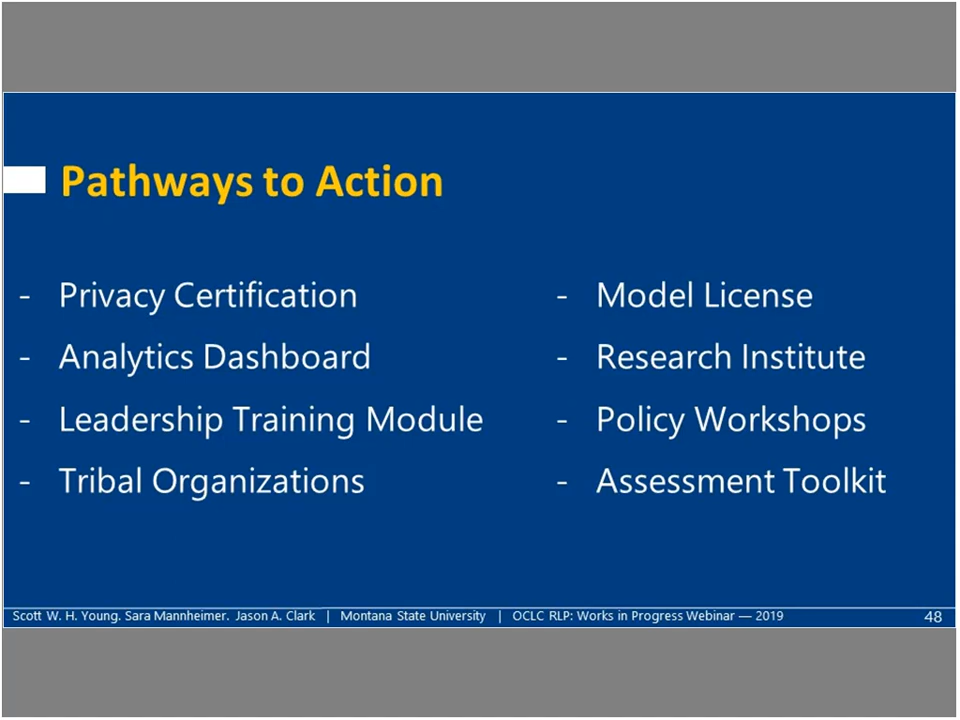 Pathways to Action
- Privacy Certification
- Analytics Dashboard
- Leadership Training Module
- Tribal Organizations
- Model License
- Research Institute
- Policy Workshops
- Assessment Toolkit
Scott W. H. Young. Sara Mannheimer. Jason A. Clark | Montana State University | OCLC RLP: Works in Progress Webinar — 2019
48